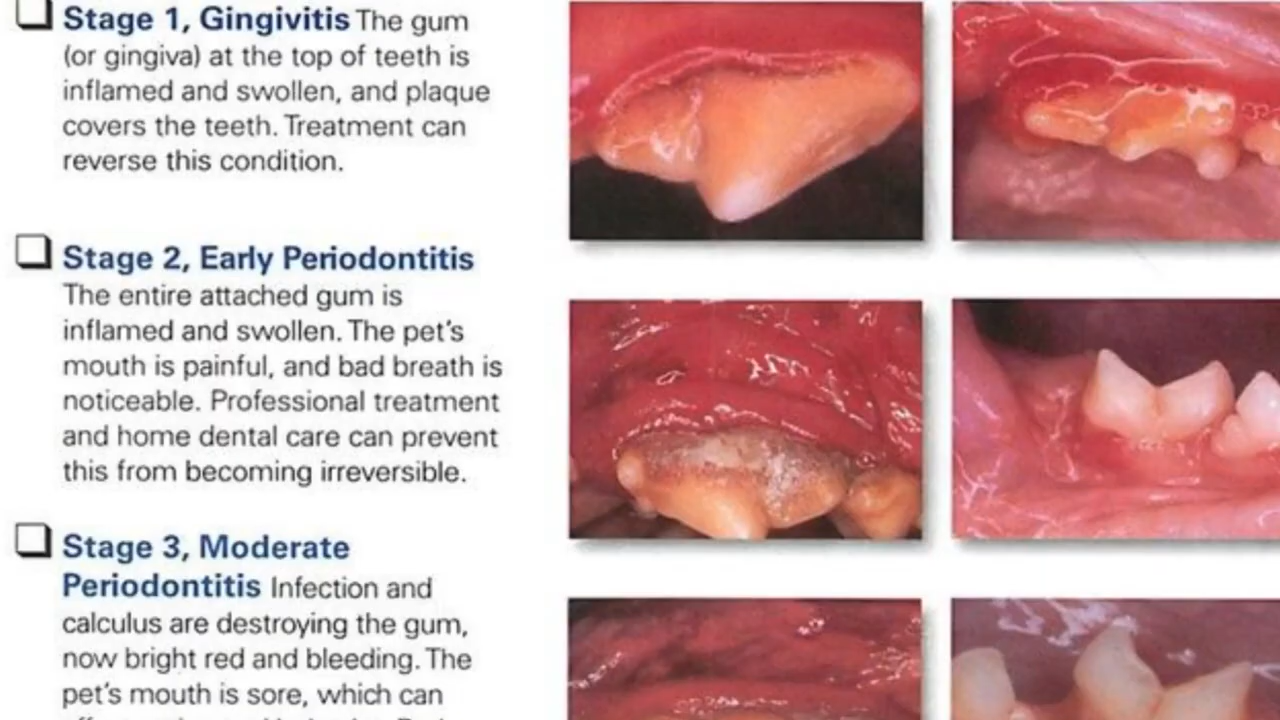 Stage 1, Gingivitis The gum
(or gingiva) at the top of teeth is
inflamed and swollen, and plaque
covers the teeth. Treatment can
reverse this condition.
Stage 2, Early Periodontitis
The entire attached gum is
inflamed and swollen. The pet's
mouth is painful, and bad breath is
noticeable. Professional treatment
and home dental care can prevent
this from becoming irreversible.
Stage 3, Moderate
Periodontitis Infection and
calculus are destroying the gum,
now bright red and bleeding. The
pet's mouth is sore, which can